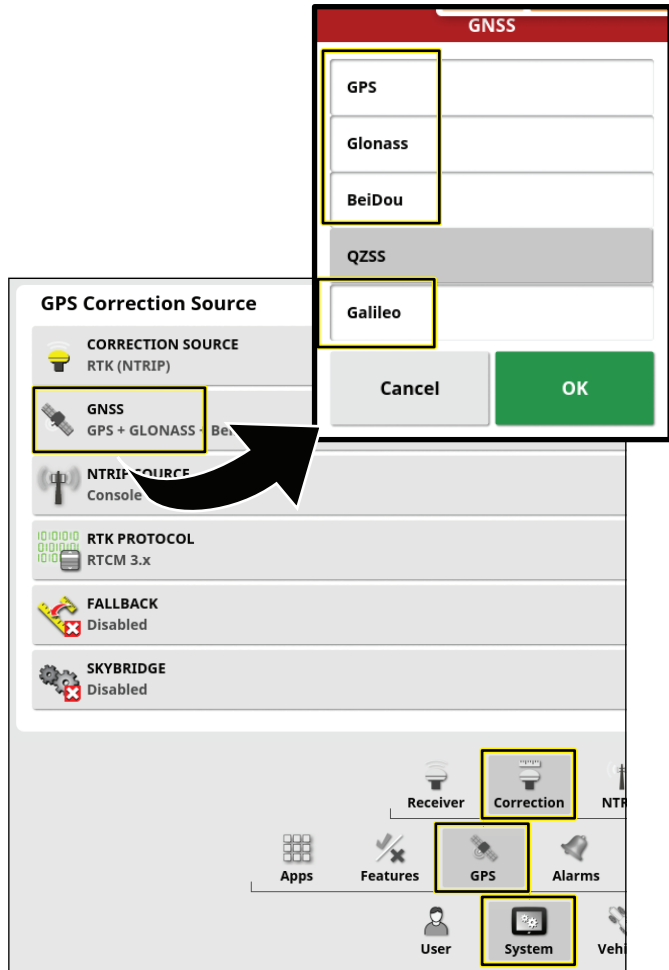 GNSS
GPS
Glonass
BeiDou
QZSS
Galileo
Cancel
OK
GPS Correction Source
CORRECTION SOURCE
RTK (NTRIP)
GNSS
GPS + GLONASS +
NTRIP SOURCE
Console
RTK PROTOCOL
RTCM 3.x
FALLBACK
Disabled
SKYBRIDGE
Disabled
Receiver
Correction
Apps
Features
GPS
Alarms
User
System